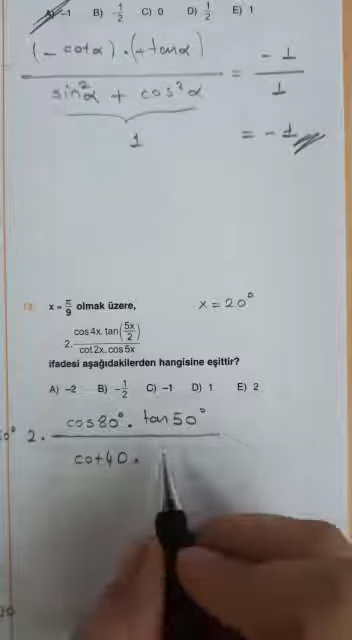 A) -1 B) -1/2 C) 0 D) 1/2 E) 1
(-cotα).(+tanα) / sin²α + cos²α = -1/1
1 = -1
x = π/9 olmak üzere, x = 20°
2. cos4x.tan(5x/2) / cot2x.cos5x
ifadesi aşağıdakilerden hangisine eşittir?
A) -2 B) -1/2 C) -1 D) 1 E) 2
2. cos80°.tan50° / cot40.